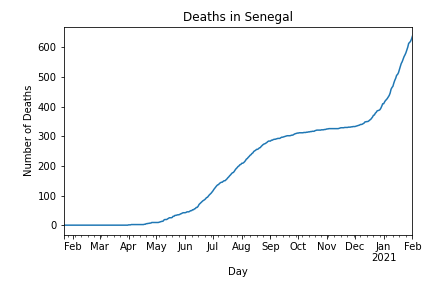 Deaths in Senegal
Number of Deaths
600
500
400
300
200
100
0
Feb Mar Apr May Jun Jul Aug Sep Oct Nov Dec Jan Feb
2021
Day